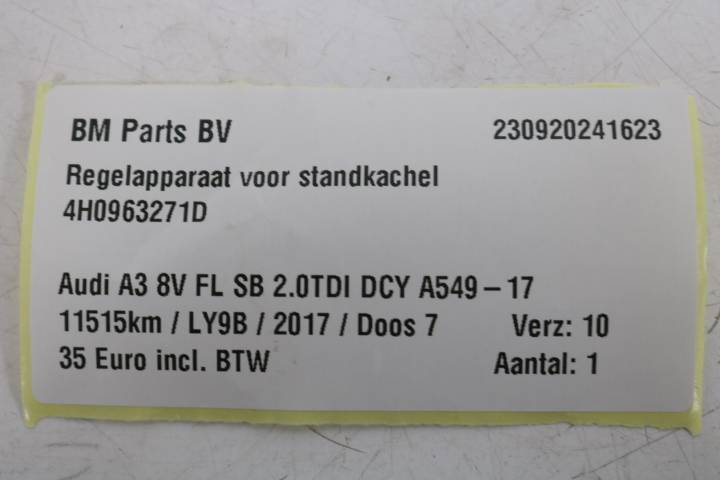 BM Parts BV 230920241623
Regelapparaat voor standkachel
4H0963271D
Audi A3 8V FL SB 2.0TDI DCY A549 – 17
11515km / LY9B / 2017 / Doos 7 Verz: 10
35 Euro incl. BTW Aantal: 1